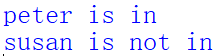 peter is in
susan is not in